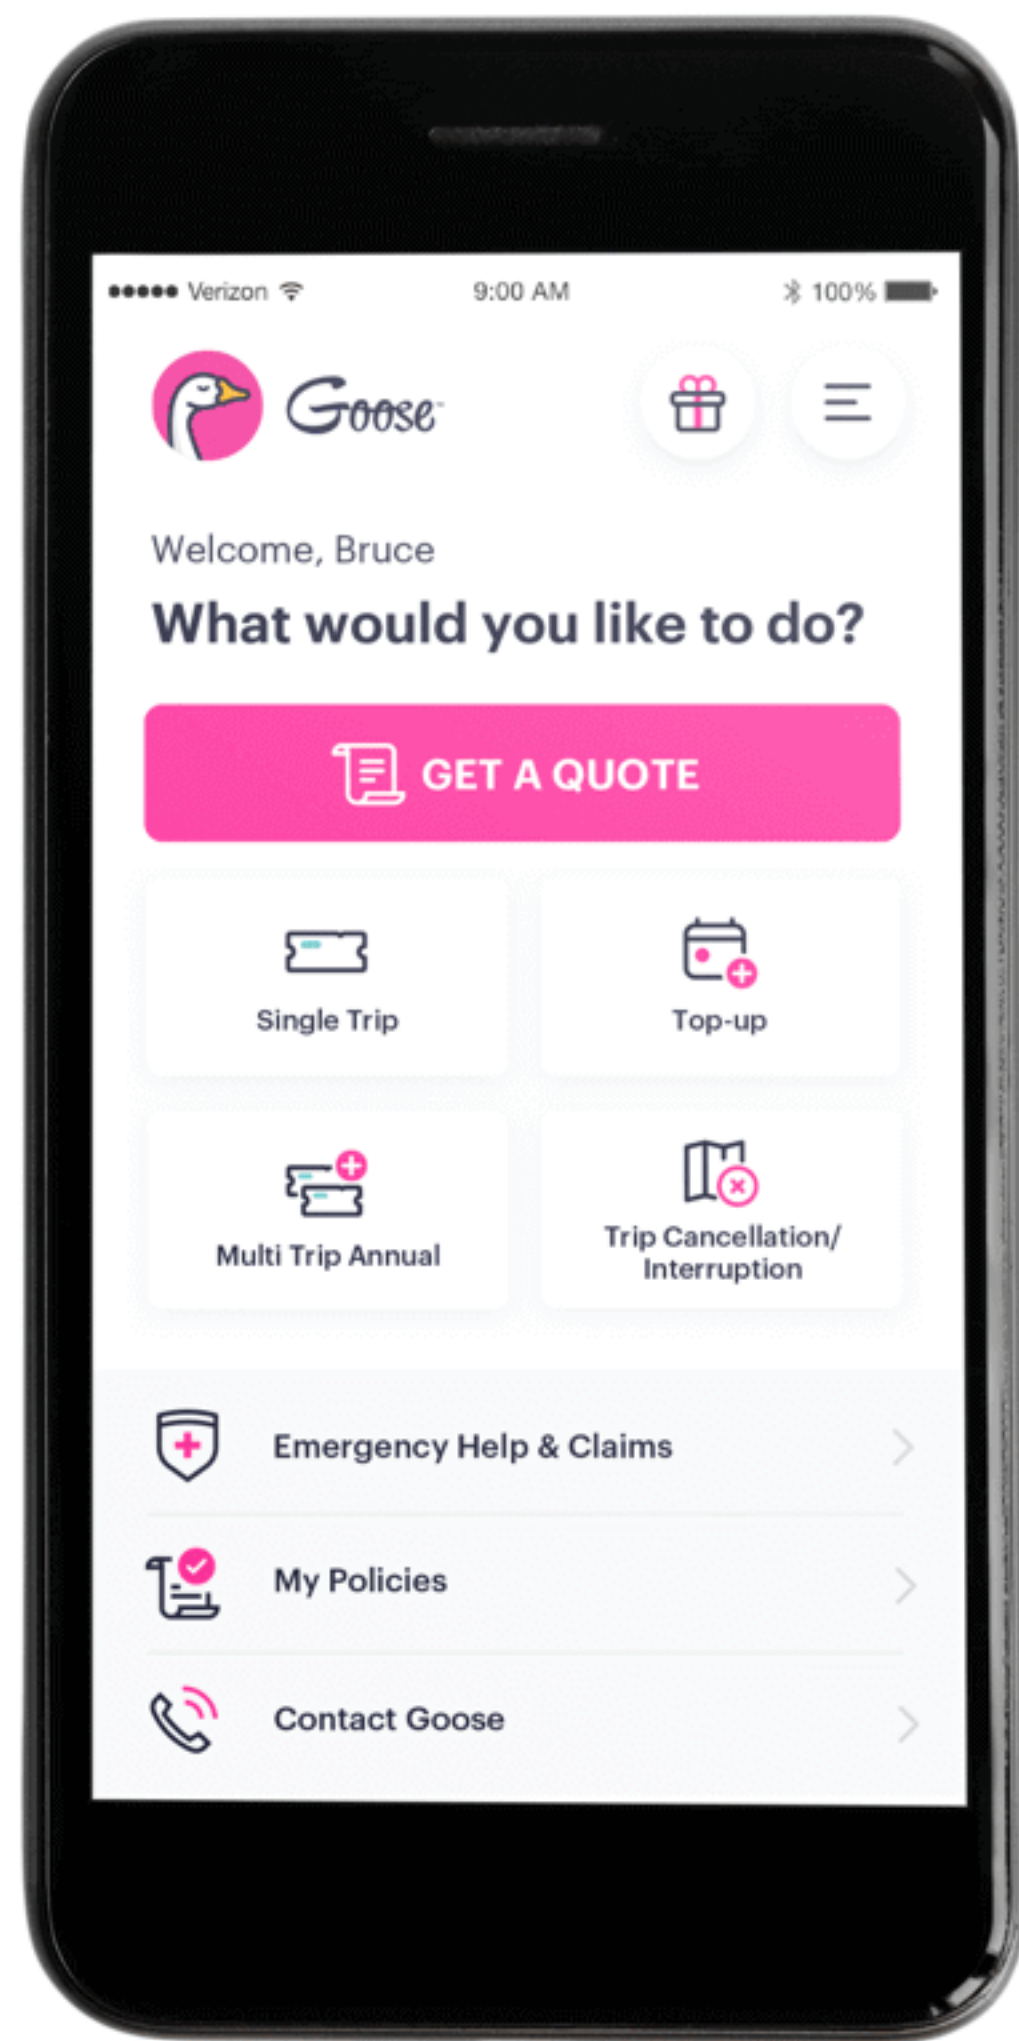 Verizon 9:00 AM 100%
Goose™
Welcome, Bruce
What would you like to do?
GET A QUOTE
Single Trip
Top-up
Multi Trip Annual
Trip Cancellation/
Interruption
Emergency Help & Claims
My Policies
Contact Goose